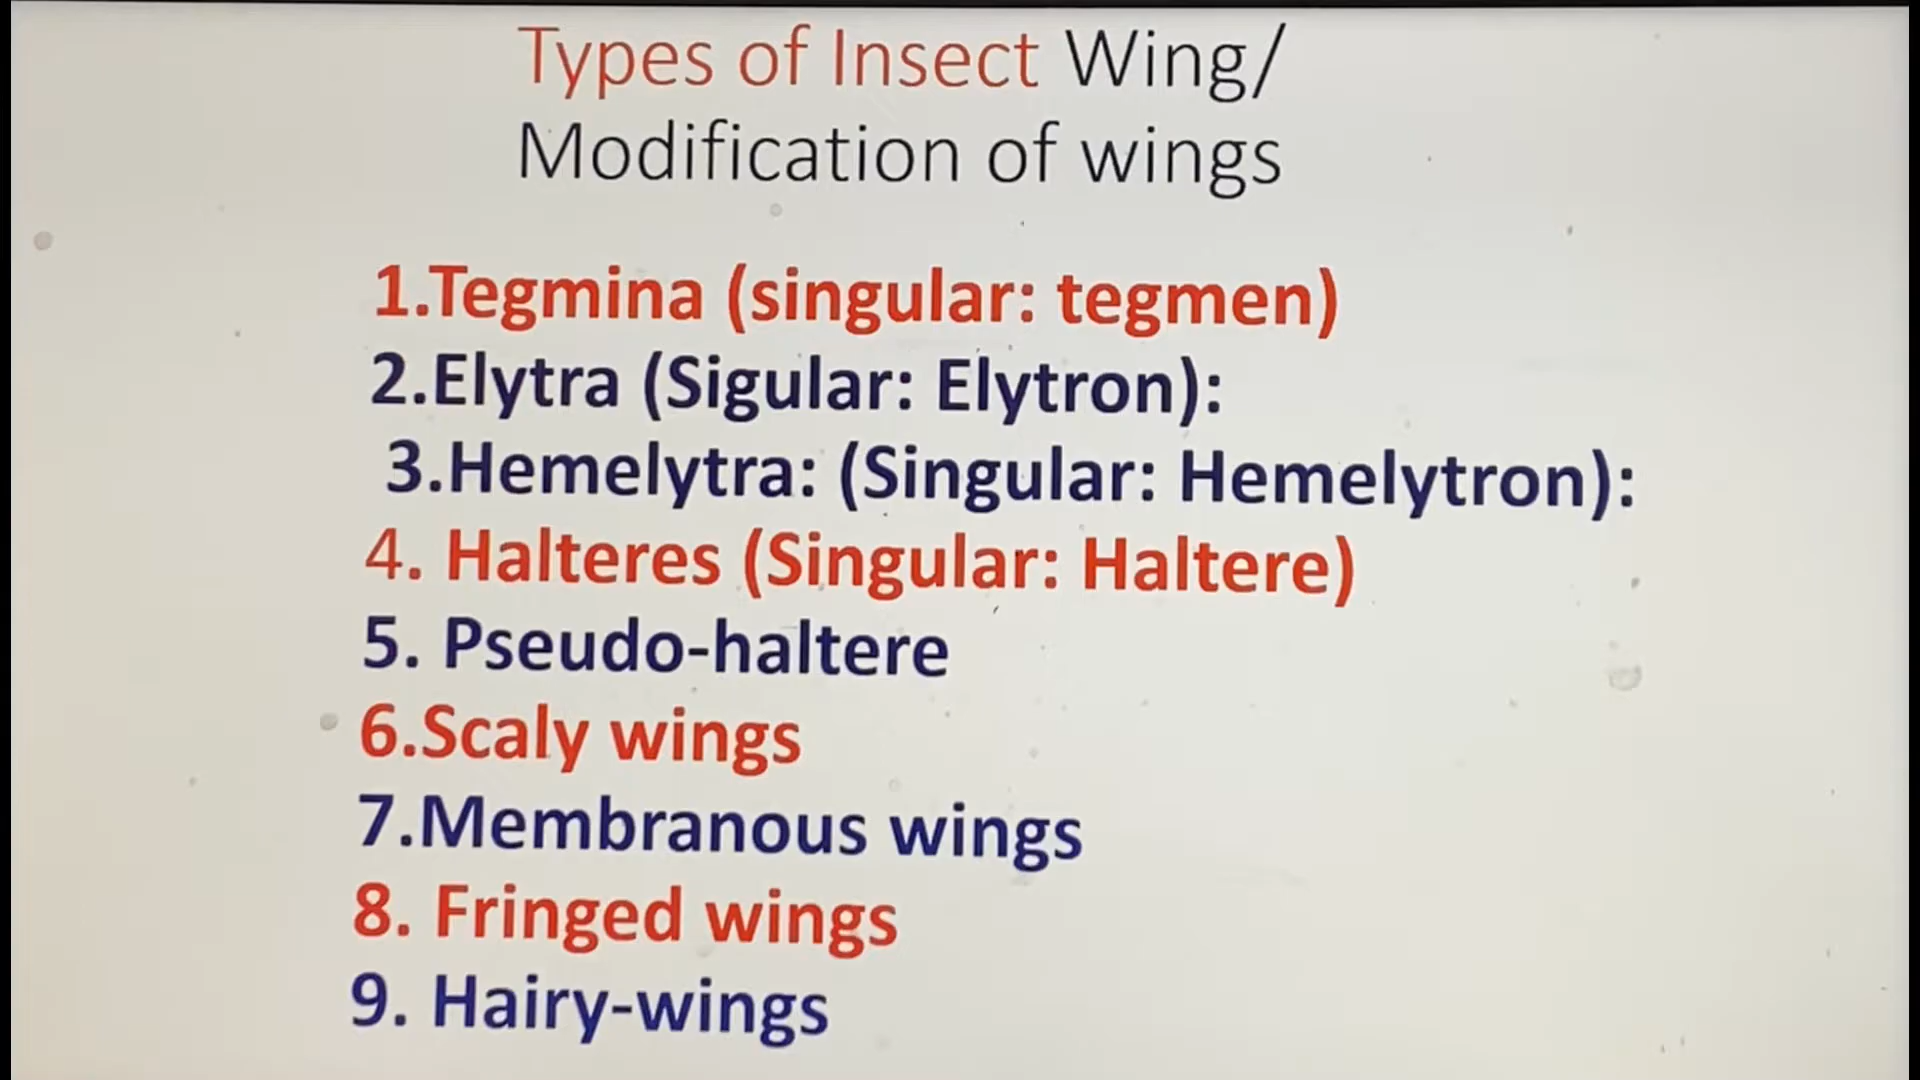 Types of Insect Wing/
Modification of wings
1.Tegmina (singular: tegmen)
2.Elytra (Sigular: Elytron):
3.Hemelytra: (Singular: Hemelytron):
4. Halteres (Singular: Haltere)
5. Pseudo-haltere
6.Scaly wings
7.Membranous wings
8. Fringed wings
9. Hairy-wings